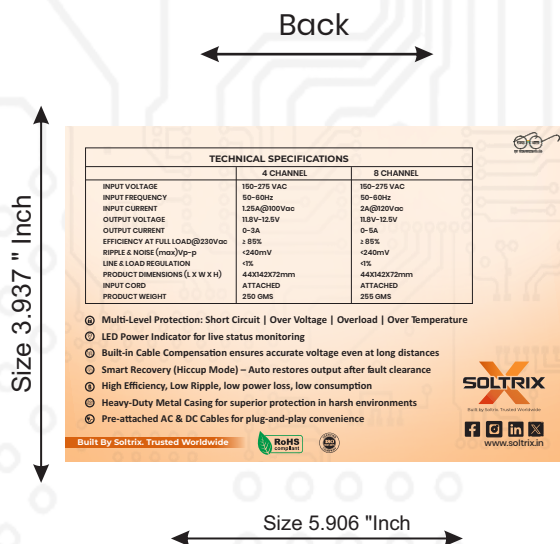 Back
Size 3.937 " Inch
TECHNICAL SPECIFICATIONS
4 CHANNEL 8 CHANNEL
INPUT VOLTAGE 150-275 VAC 150-275 VAC
INPUT FREQUENCY 50-60Hz 50-60Hz
INPUT CURRENT 1.25A@100Vac 2A@120Vac
OUTPUT VOLTAGE 11.8V-12.5V 11.8V-12.5V
OUTPUT CURRENT 0-3A 0-5A
EFFICIENCY AT FULL LOAD@230Vac ≥ 85% ≥ 85%
RIPPLE & NOISE (max)Vp-p <240mV <240mV
LINE & LOAD REGULATION <1% <1%
PRODUCT DIMENSIONS (L X W X H) 44X142X72mm 44X142X72mm
INPUT CORD ATTACHED ATTACHED
PRODUCT WEIGHT 250 GMS 255 GMS
Multi-Level Protection: Short Circuit | Over Voltage | Overload | Over Temperature
LED Power Indicator for live status monitoring
Built-in Cable Compensation ensures accurate voltage even at long distances
Smart Recovery (Hiccup Mode) – Auto restores output after fault clearance
High Efficiency, Low Ripple, low power loss, low consumption
Heavy-Duty Metal Casing for superior protection in harsh environments
Pre-attached AC & DC Cables for plug-and-play convenience
SOLTRIX
Built by Soltrix. Trusted Worldwide
www.soltrix.in
Built By Soltrix. Trusted Worldwide
RoHS
compliant
ISO
Size 5.906 "Inch